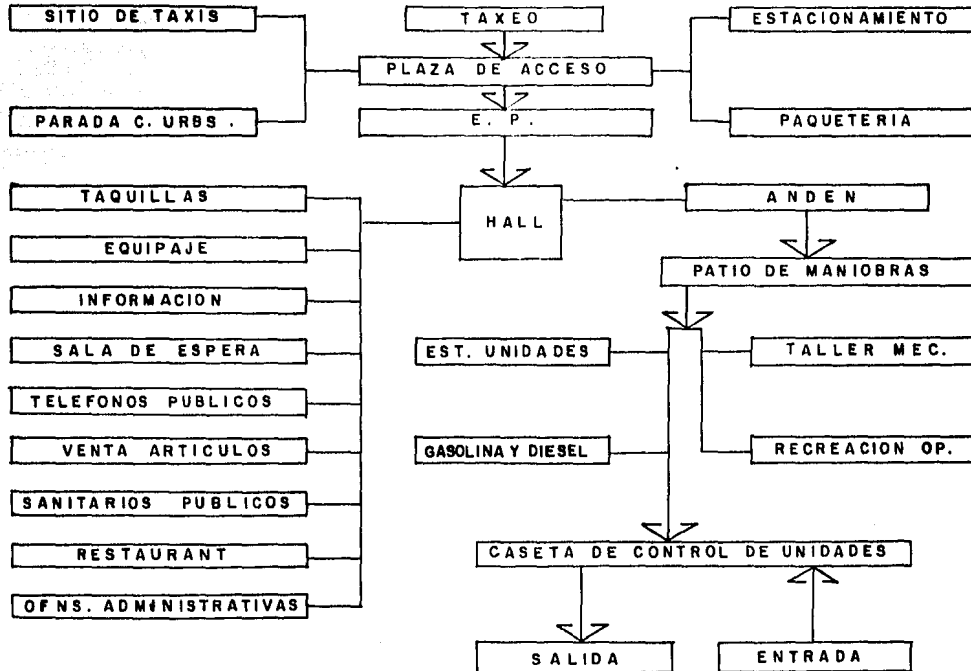 SITIO DE TAXIS
TAXEO
ESTACIONAMIENTO
PLAZA DE ACCESO
PARADA C. URBS.
E. P.
PAQUETERIA
TAQUILLAS
HALL
ANDEN
EQUIPAJE
PATIO DE MANIOBRAS
INFORMACION
SALA DE ESPERA
EST. UNIDADES
TALLER MEC.
TELEFONOS PUBLICOS
VENTA ARTICULOS
GASOLINA Y DIESEL
RECREACION OP.
SANITARIOS PUBLICOS
RESTAURANT
CASETA DE CONTROL DE UNIDADES
OFNS. ADMINISTRATIVAS
SALIDA
ENTRADA